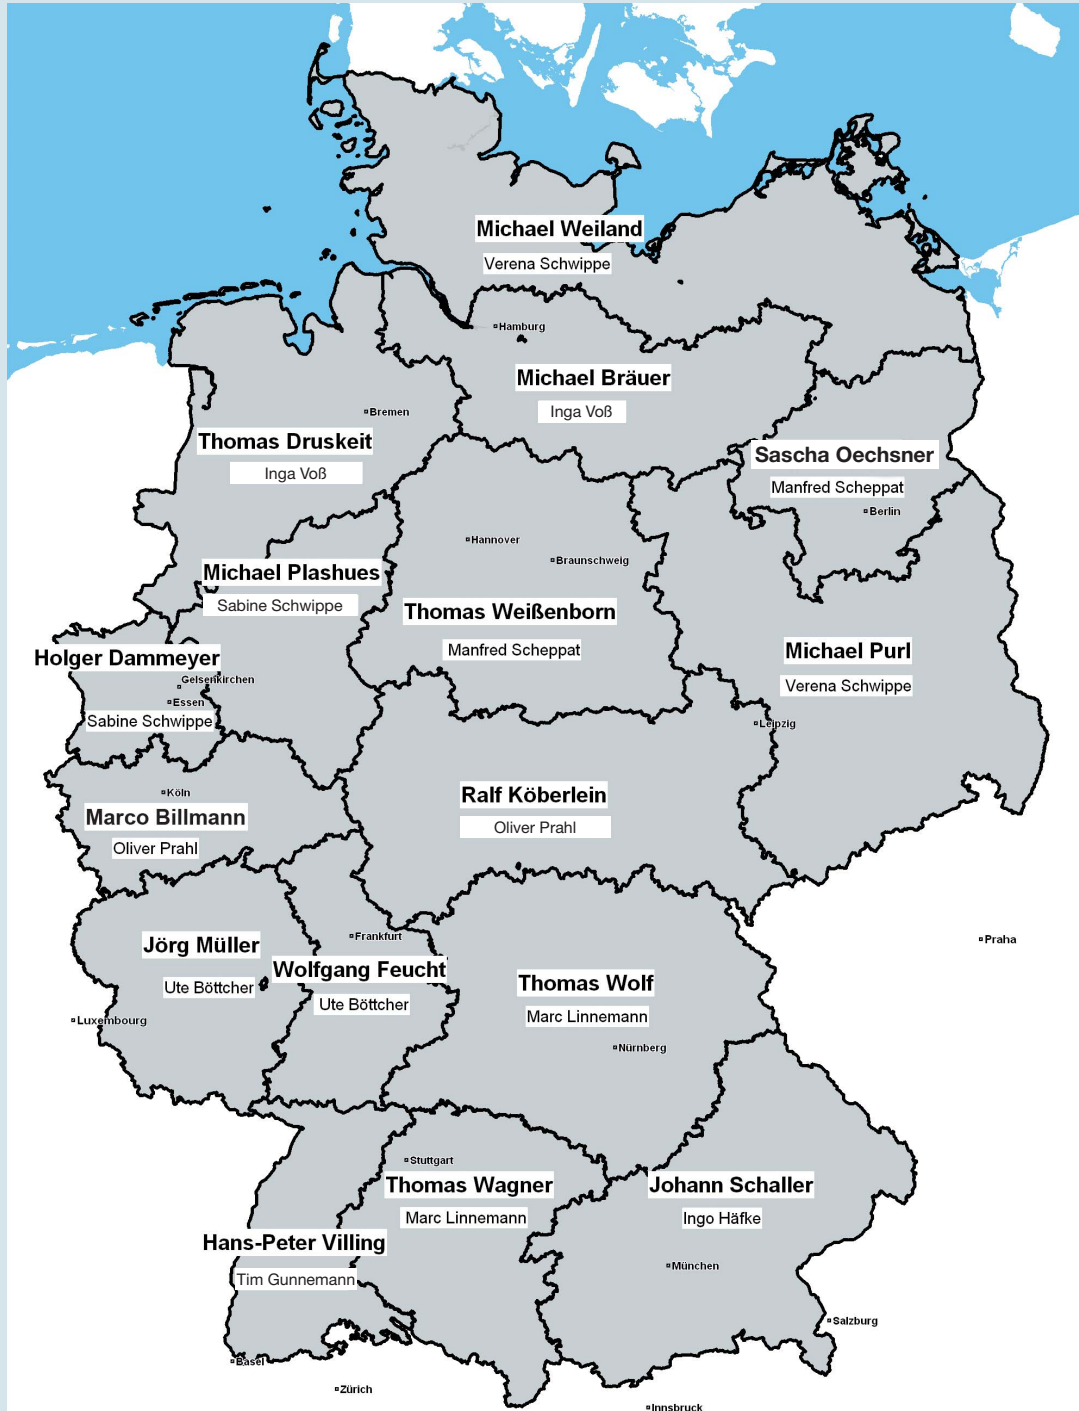 Michael Weiland
Verena Schwippe
Hamburg
Michael Bräuer
Inga Voß
Bremen
Thomas Druskeit
Inga Voß
Sascha Oechsner
Manfred Scheppat
Berlin
Hannover
Braunschweig
Michael Plashues
Sabine Schwippe
Thomas Weißenborn
Manfred Scheppat
Michael Purl
Verena Schwippe
Holger Dammeyer
Gelsenkirchen
Essen
Sabine Schwippe
Leipzig
Köln
Marco Billmann
Oliver Prahl
Ralf Köberlein
Oliver Prahl
Jörg Müller
Ute Böttcher
Frankfurt
Wolfgang Feucht
Ute Böttcher
Praha
Luxembourg
Thomas Wolf
Marc Linnemann
Nürnberg
Stuttgart
Thomas Wagner
Marc Linnemann
Johann Schaller
Ingo Häfke
Hans-Peter Villing
Tim Gunnemann
München
Salzburg
Basel
Zürich
Innsbruck